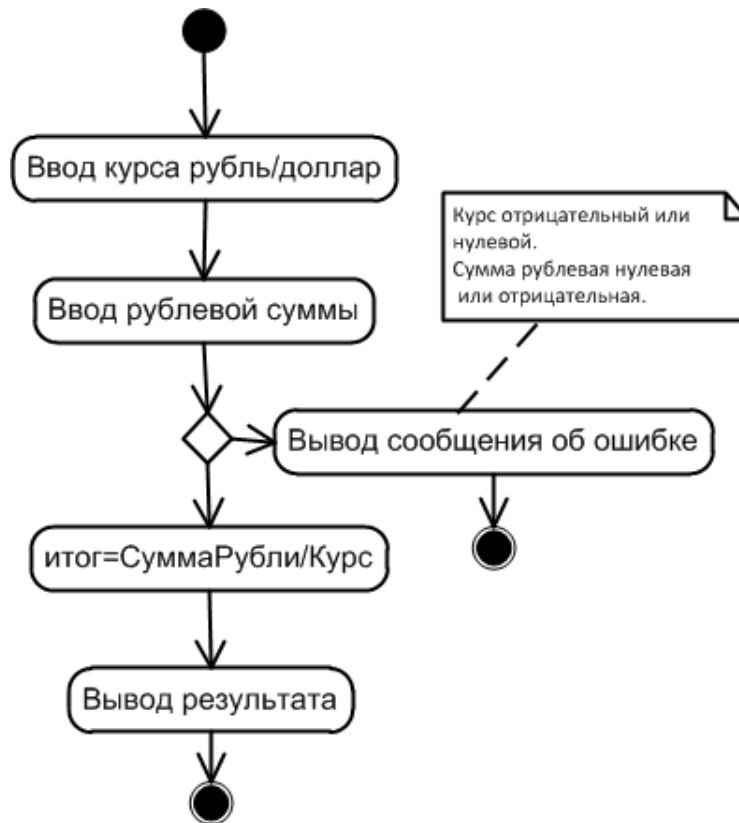 Ввод курса рубль/доллар
Курс отрицательный или
нулевой.
Сумма рублевая нулевая
или отрицательная.
Ввод рублевой суммы
Вывод сообщения об ошибке
итог=СуммаРубли/Курс
Вывод результата